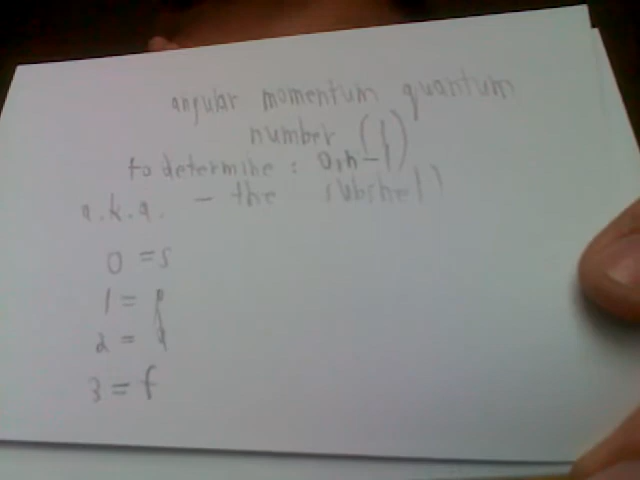 angular momentum quantum
number (l)
to determine: 0, n-1
a.k.a. - the subshell
0 = s
1 = p
2 = d
3 = f